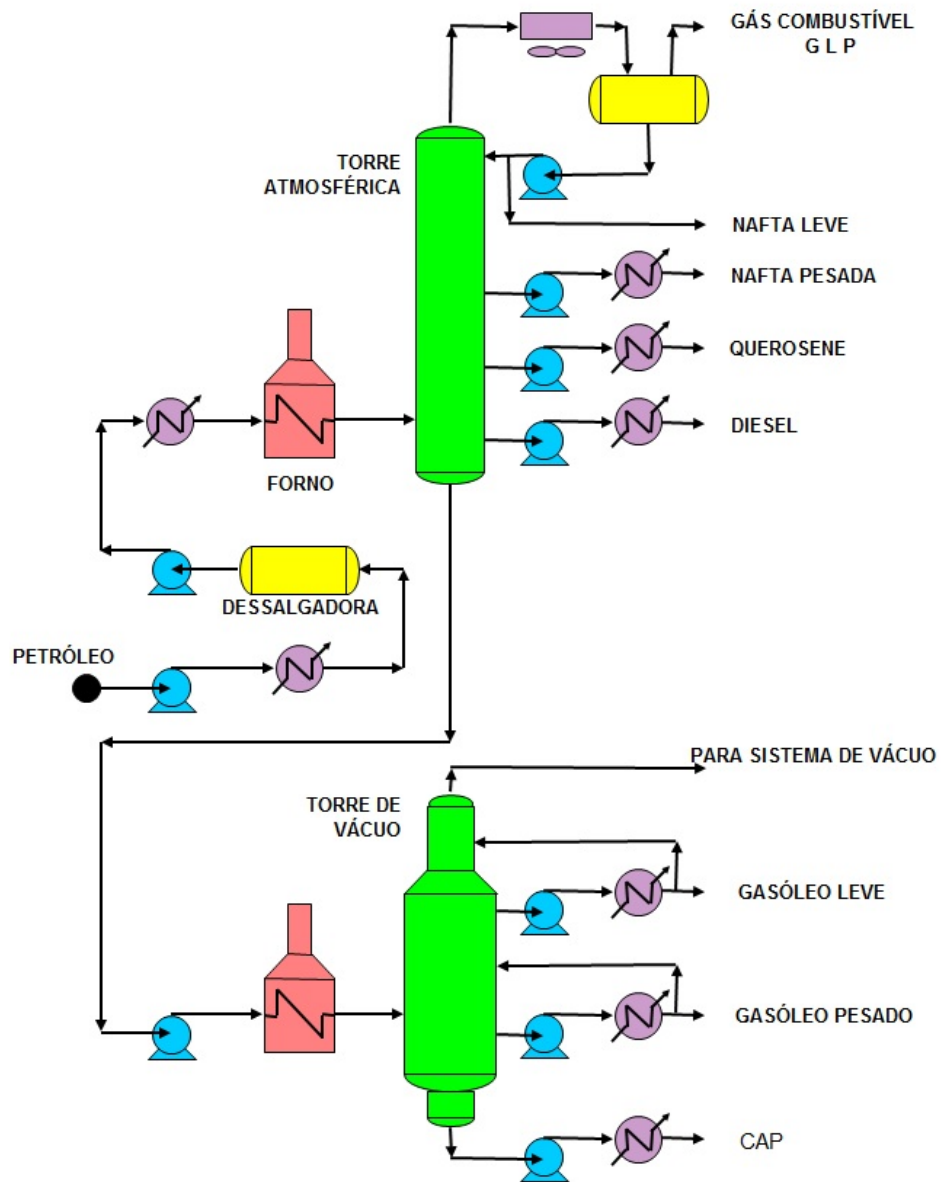 GÁS COMBUSTÍVEL
G L P
TORRE
ATMOSFÉRICA
NAFTA LEVE
NAFTA PESADA
QUEROSENE
DIESEL
FORNO
DESSALGADORA
PETRÓLEO
PARA SISTEMA DE VÁCUO
TORRE DE
VÁCUO
GASÓLEO LEVE
GASÓLEO PESADO
CAP